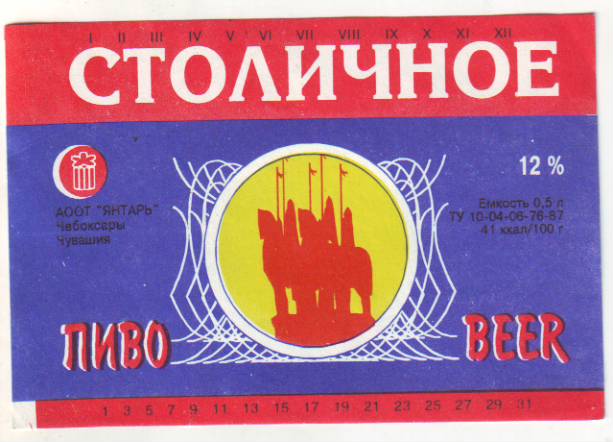 I II III IV V VI VII VIII IX X XI XII
СТОЛИЧНОЕ
12 %
АООТ "ЯНТАРЬ"
Чебоксары
Чувашия
Емкость 0,5 л
ТУ 10-04-06-76-87
41 ккал/100 г
ПИВО
BEER
1 3 5 7 9 11 13 15 17 19 21 23 25 27 29 31